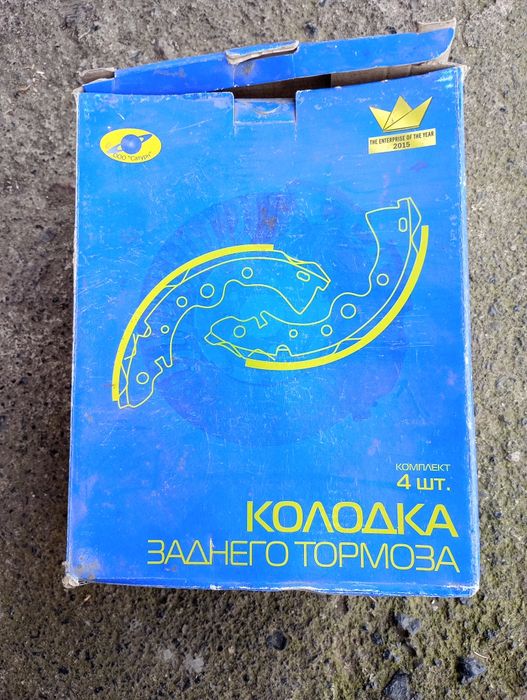 ООО "Сатурн"
THE ENTERPRISE OF THE YEAR
2015
КОМПЛЕКТ
4 ШТ.
КОЛОДКА
ЗАДНЕГО ТОРМОЗА